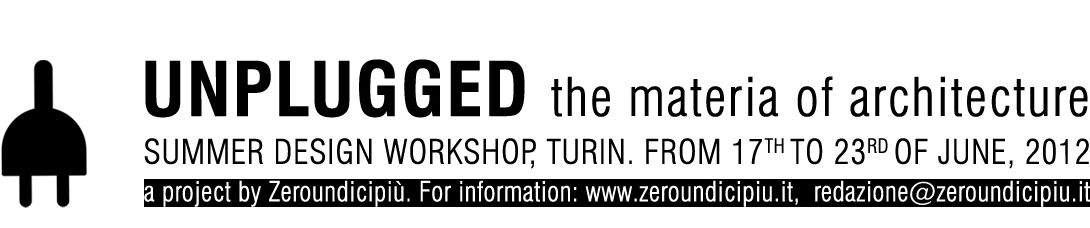 UNPLUGGED the materia of architecture
SUMMER DESIGN WORKSHOP, TURIN. FROM 17TH TO 23RD OF JUNE, 2012
a project by Zeroundicipiù. For information: www.zeroundicipiu.it, redazione@zeroundicipiu.it